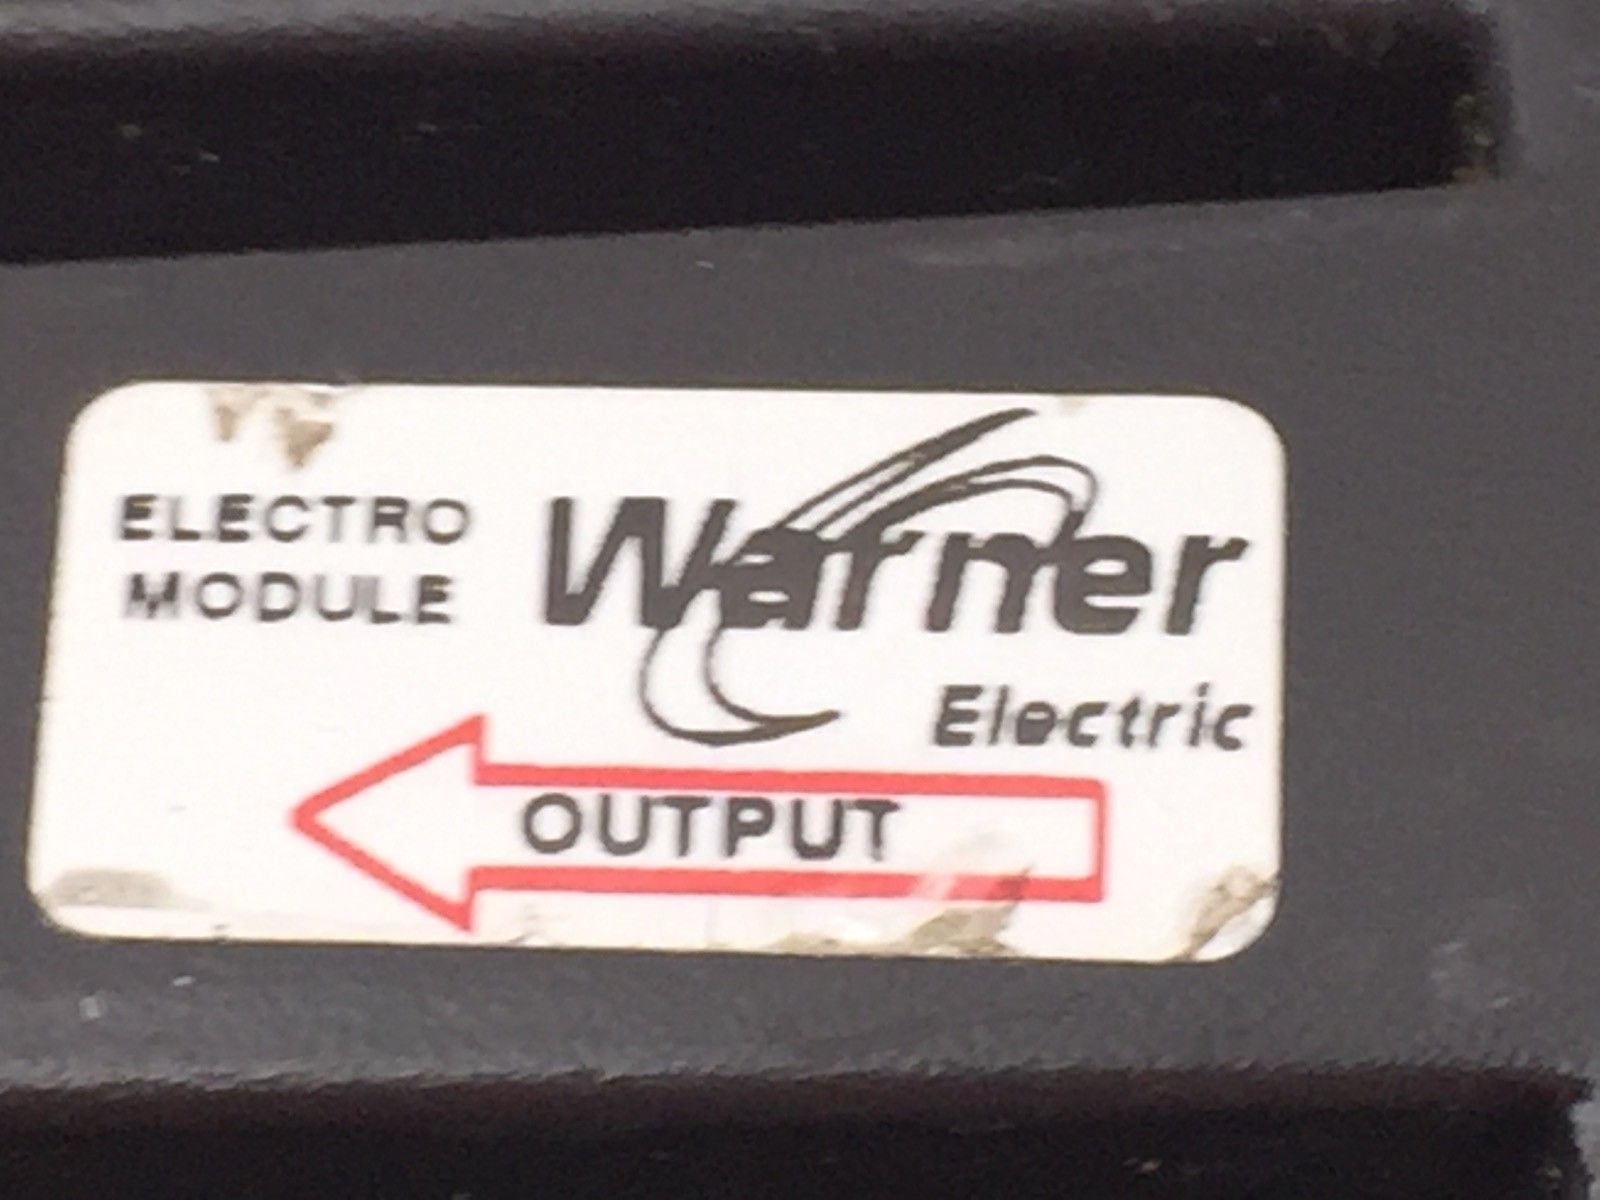 ELECTRO
MODULE
Warner
Electric
OUTPUT